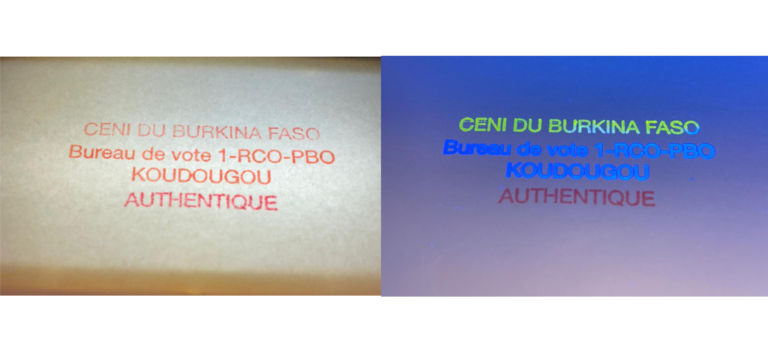 CENI DU BURKINA FASO
Bureau de vote 1-RCO-PBO
KOUDOUGOU
AUTHENTIQUE
CENI DU BURKINA FASO
Bureau de vote 1-RCO-PBO
KOUDOUGOU
AUTHENTIQUE